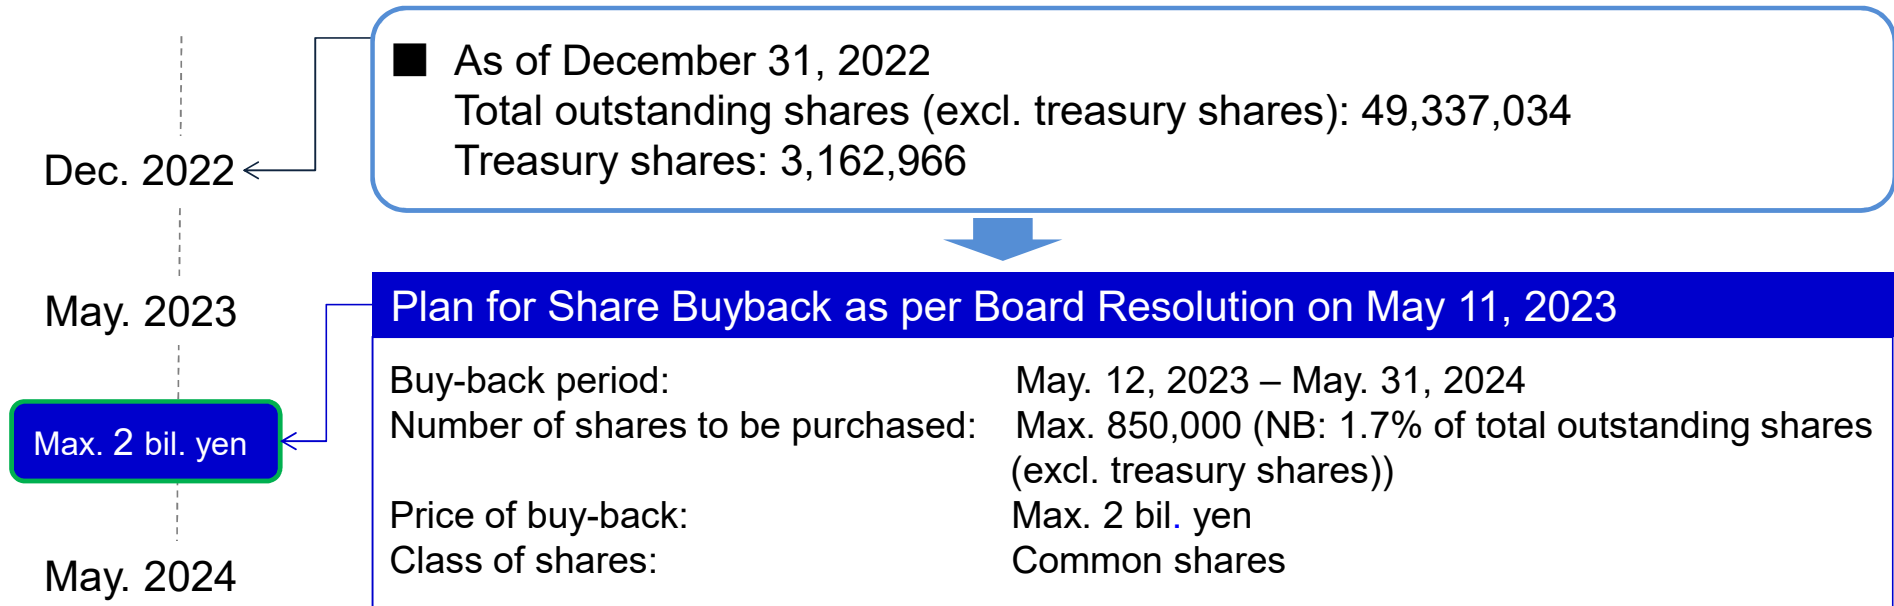 ■ As of December 31, 2022
Total outstanding shares (excl. treasury shares): 49,337,034
Treasury shares: 3,162,966
Dec. 2022
May. 2023
Plan for Share Buyback as per Board Resolution on May 11, 2023
Buy-back period: May. 12, 2023 – May. 31, 2024
Number of shares to be purchased: Max. 850,000 (NB: 1.7% of total outstanding shares
(excl. treasury shares))
Max. 2 bil. yen
Price of buy-back: Max. 2 bil. yen
Class of shares: Common shares
May. 2024